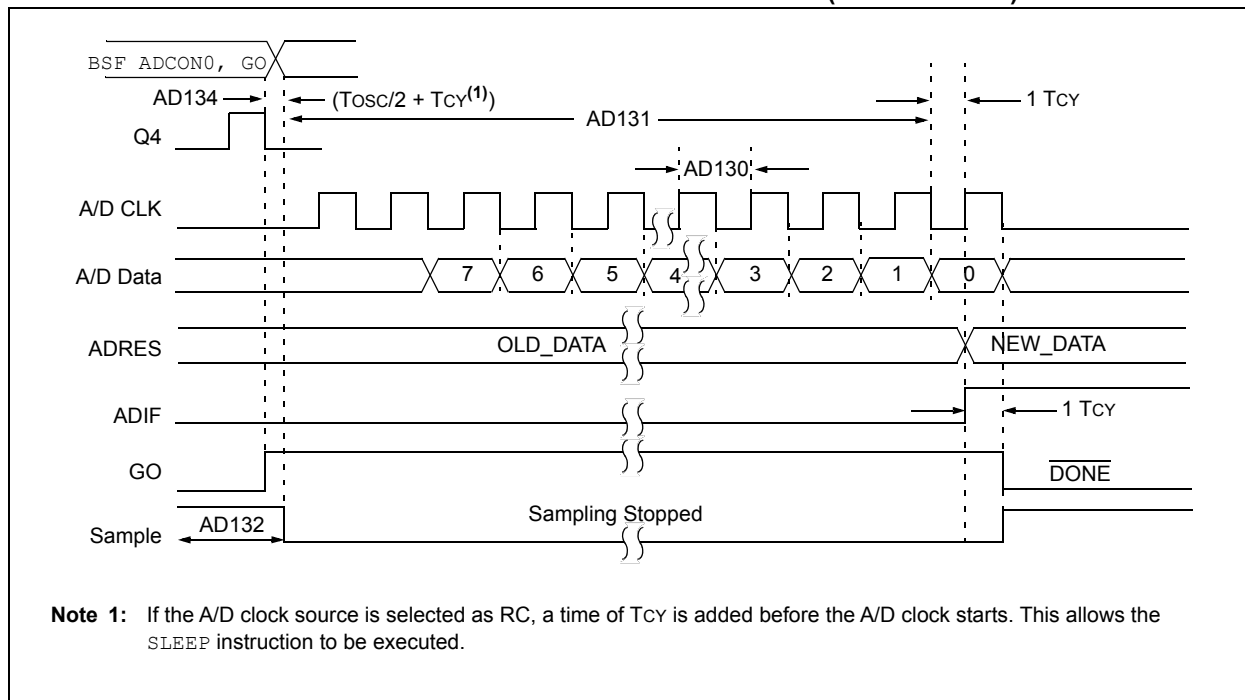 BSF ADCON0, GO
AD134 (TOSC/2 + TCY(1)) 1 TCY
AD131
Q4
AD130
A/D CLK
A/D Data 7 6 5 4 3 2 1 0
ADRES OLD_DATA NEW_DATA
ADIF 1 TCY
GO DONE
Sampling Stopped
AD132
Sample
Note 1: If the A/D clock source is selected as RC, a time of TCY is added before the A/D clock starts. This allows the
SLEEP instruction to be executed.